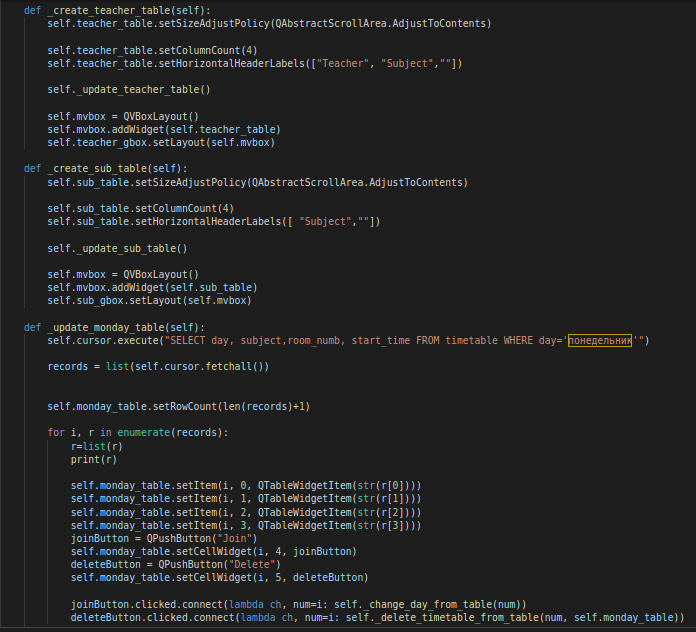 def _create_teacher_table(self):
self.teacher_table.setSizeAdjustPolicy(QAbstractScrollArea.AdjustToContents)
self.teacher_table.setColumnCount(4)
self.teacher_table.setHorizontalHeaderLabels(["Teacher", "Subject",""])
self._update_teacher_table()
self.mvbox = QVBoxLayout()
self.mvbox.addWidget(self.teacher_table)
self.teacher_gbox.setLayout(self.mvbox)
def _create_sub_table(self):
self.sub_table.setSizeAdjustPolicy(QAbstractScrollArea.AdjustToContents)
self.sub_table.setColumnCount(4)
self.sub_table.setHorizontalHeaderLabels([ "Subject",""])
self._update_sub_table()
self.mvbox = QVBoxLayout()
self.mvbox.addWidget(self.sub_table)
self.sub_gbox.setLayout(self.mvbox)
def _update_monday_table(self):
self.cursor.execute("SELECT day, subject,room_numb, start_time FROM timetable WHERE day='понедельник'")
records = list(self.cursor.fetchall())
self.monday_table.setRowCount(len(records)+1)
for i, r in enumerate(records):
r=list(r)
print(r)
self.monday_table.setItem(i, 0, QTableWidgetItem(str(r[0])))
self.monday_table.setItem(i, 1, QTableWidgetItem(str(r[1])))
self.monday_table.setItem(i, 2, QTableWidgetItem(str(r[2])))
self.monday_table.setItem(i, 3, QTableWidgetItem(str(r[3])))
joinButton = QPushButton("Join")
self.monday_table.setCellWidget(i, 4, joinButton)
deleteButton = QPushButton("Delete")
self.monday_table.setCellWidget(i, 5, deleteButton)
joinButton.clicked.connect(lambda ch, num=i: self._change_day_from_table(num))
deleteButton.clicked.connect(lambda ch, num=i: self._delete_timetable_from_table(num, self.monday_table))